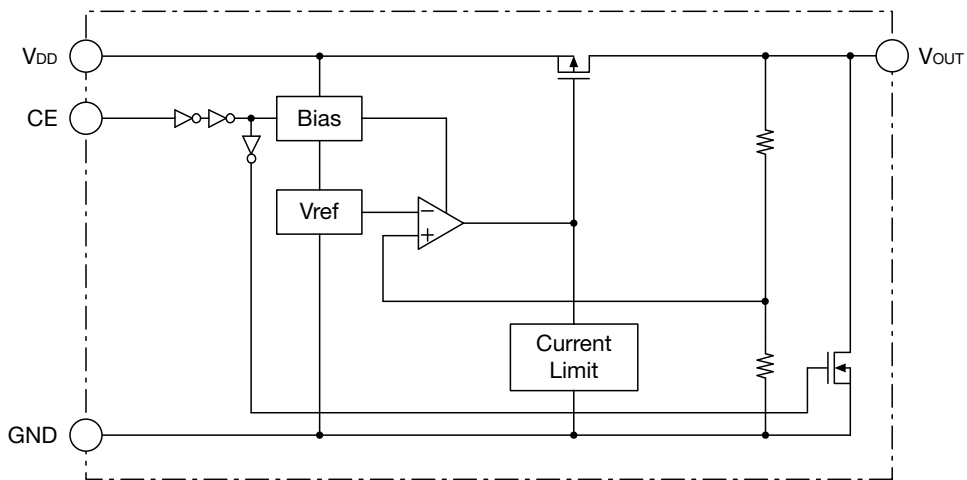 VDD
VOUT
CE
Bias
Vref
−
+
Current
Limit
GND